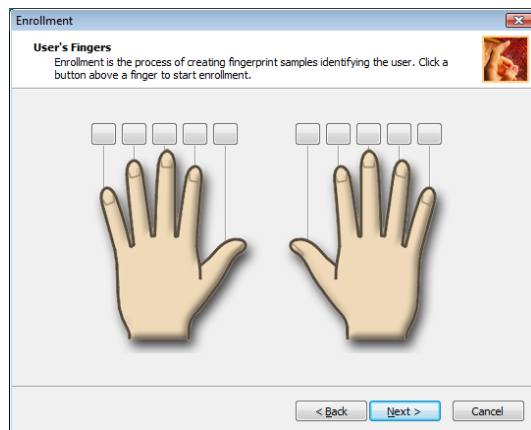 Enrollment
User's Fingers
Enrollment is the process of creating fingerprint samples identifying the user. Click a
button above a finger to start enrollment.
< Back
Next >
Cancel